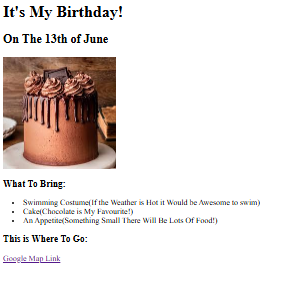 It's My Birthday!
On The 13th of June
What To Bring:
Swimming Costume(If the Weather is Hot it Would be Awesome to swim)
Cake(Chocolate is My Favourite!)
An Appetite(Something Small There Will Be Lots Of Food!)
This is Where To Go:
Google Map Link